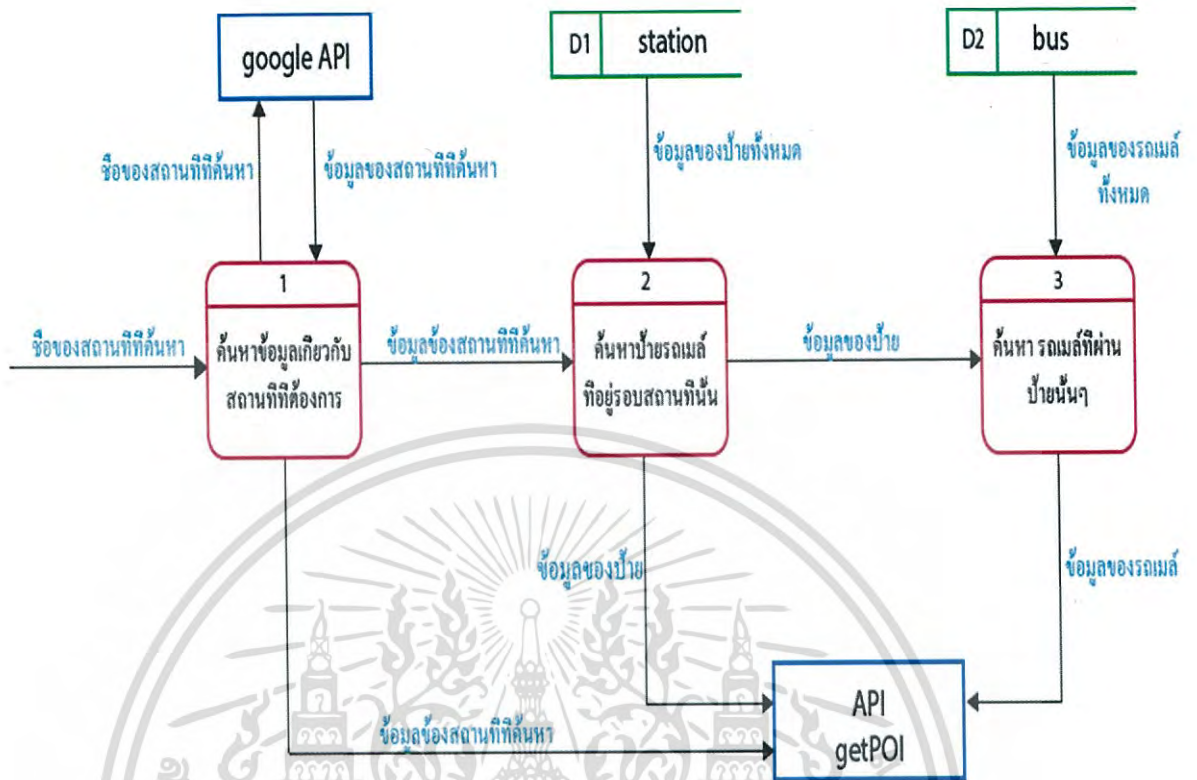 google API
D1 station
D2 bus
ชื่อของสถานที่ที่ค้นหา
ข้อมูลของสถานที่ที่ค้นหา
ข้อมูลของป้ายทั้งหมด
ข้อมูลของรถเมล์
ทั้งหมด
1
2
3
ชื่อของสถานที่ที่ค้นหา
ค้นหาข้อมูลเกี่ยวกับ
สถานที่ที่ต้องการ
ข้อมูลข้องสถานที่ที่ค้นหา
ค้นหาป้ายรถเมล์
ที่อยู่รอบสถานที่นั้น
ข้อมูลของป้าย
ค้นหา รถเมล์ที่ผ่าน
ป้ายนั้นๆ
ข้อมูลของป้าย
ข้อมูลของรถเมล์
ข้อมูลข้องสถานที่ที่ค้นหา
API
getPOI